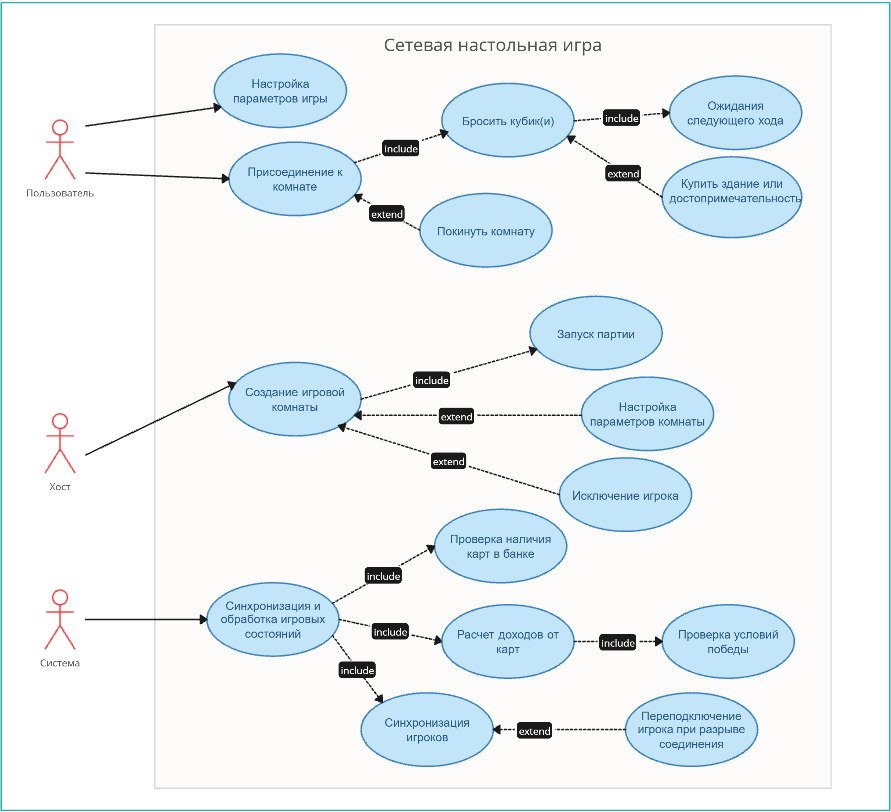 Сетевая настольная игра
Настройка
параметров игры
Бросить кубик(и)
include
Ожидания
следующего хода
Пользователь
include
Присоединение к
комнате
extend
Купить здание или
достопримечательность
extend
Покинуть комнату
Запуск партии
include
Создание игровой
комнаты
extend
Настройка
параметров комнаты
extend
Исключение игрока
Хост
Проверка наличия
карт в банке
include
Синхронизация и
обработка игровых
состояний
include
Расчет доходов от
карт
include
Проверка условий
победы
Система
include
Синхронизация
игроков
extend
Переподключение
игрока при разрыве
соединения